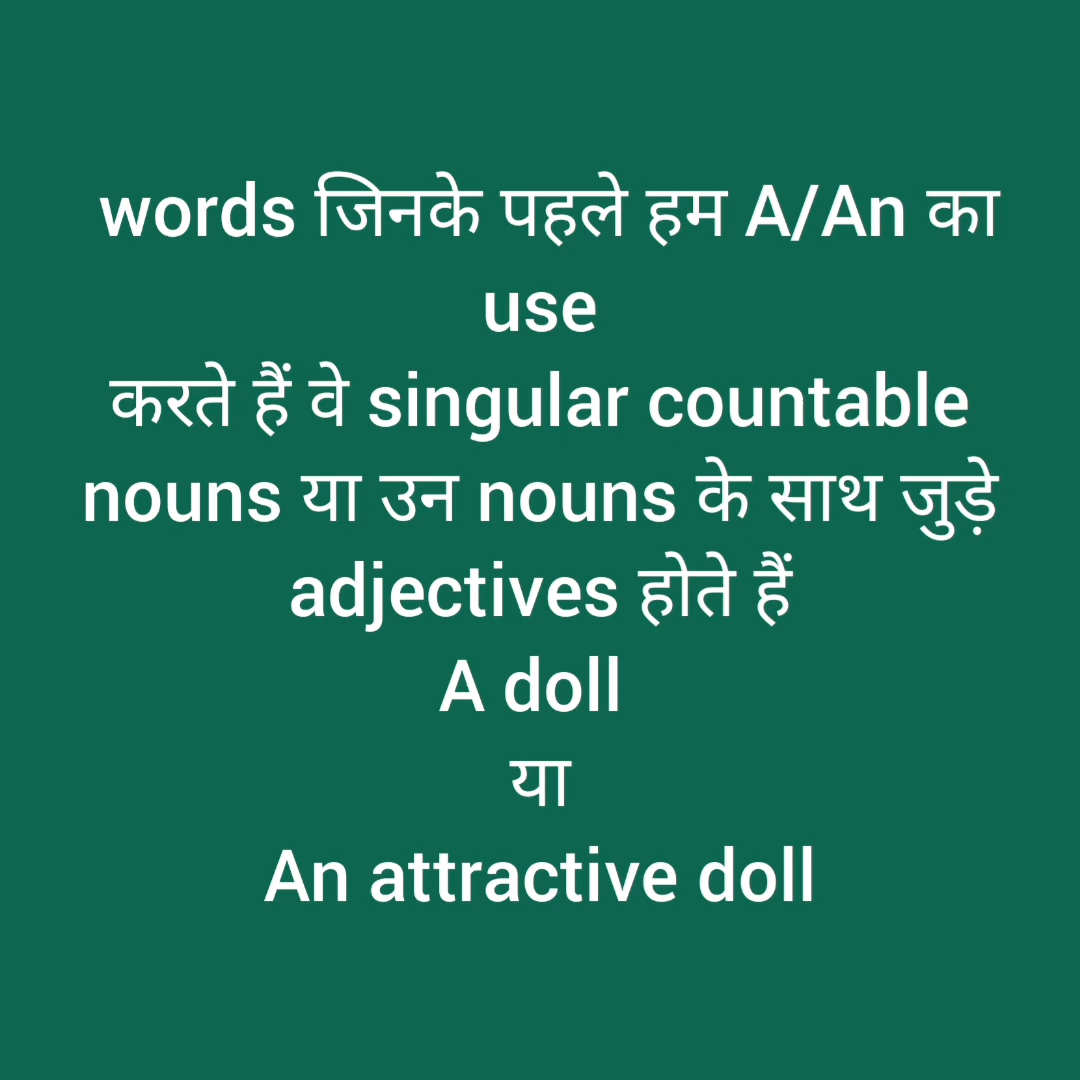 words जिनके पहले हम A/An का
use
करते हैं वे singular countable
nouns या उन nouns के साथ जुड़े
adjectives होते हैं
A doll
या
An attractive doll